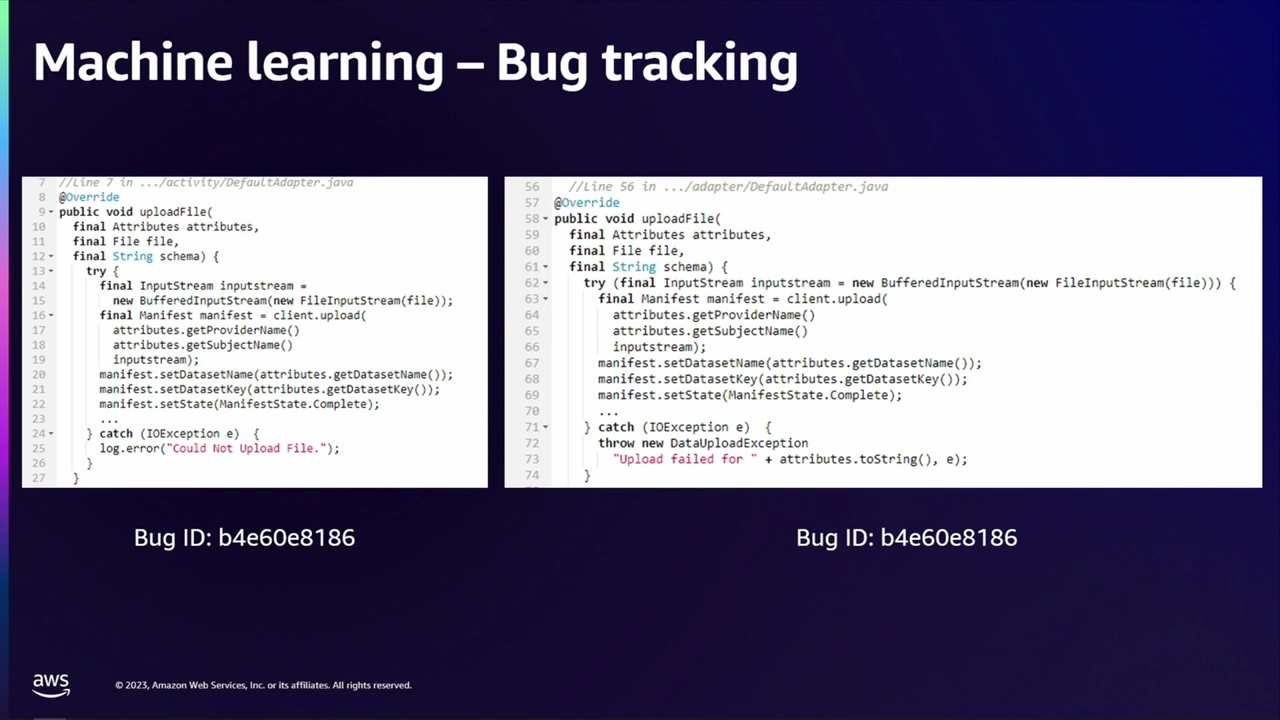 Machine learning – Bug tracking
7 //Line 7 in .../activity/DefaultAdapter.java
8 @Override
9 public void uploadFile(
10 final Attributes attributes,
11 final File file,
12 final String schema) {
13 try {
14 final InputStream inputstream =
15 new BufferedInputStream(new FileInputStream(file));
16 final Manifest manifest = client.upload(
17 attributes.getProviderName()
18 attributes.getSubjectName()
19 inputstream);
20 manifest.setDatasetName(attributes.getDatasetName());
21 manifest.setDatasetKey(attributes.getDatasetKey());
22 manifest.setState(ManifestState.Complete);
23 ...
24 } catch (IOException e) {
25 log.error("Could Not Upload File.");
26 }
27 }
56 //Line 56 in .../adapter/DefaultAdapter.java
57 @Override
58 public void uploadFile(
59 final Attributes attributes,
60 final File file,
61 final String schema) {
62 try (final InputStream inputstream = new BufferedInputStream(new FileInputStream(file))) {
63 final Manifest manifest = client.upload(
64 attributes.getProviderName()
65 attributes.getSubjectName()
66 inputstream);
67 manifest.setDatasetName(attributes.getDatasetName());
68 manifest.setDatasetKey(attributes.getDatasetKey());
69 manifest.setState(ManifestState.Complete);
70 ...
71 } catch (IOException e) {
72 throw new DataUploadException
73 "Upload failed for " + attributes.toString(), e);
74 }
Bug ID: b4e60e8186
Bug ID: b4e60e8186
aws
© 2023, Amazon Web Services, Inc. or its affiliates. All rights reserved.